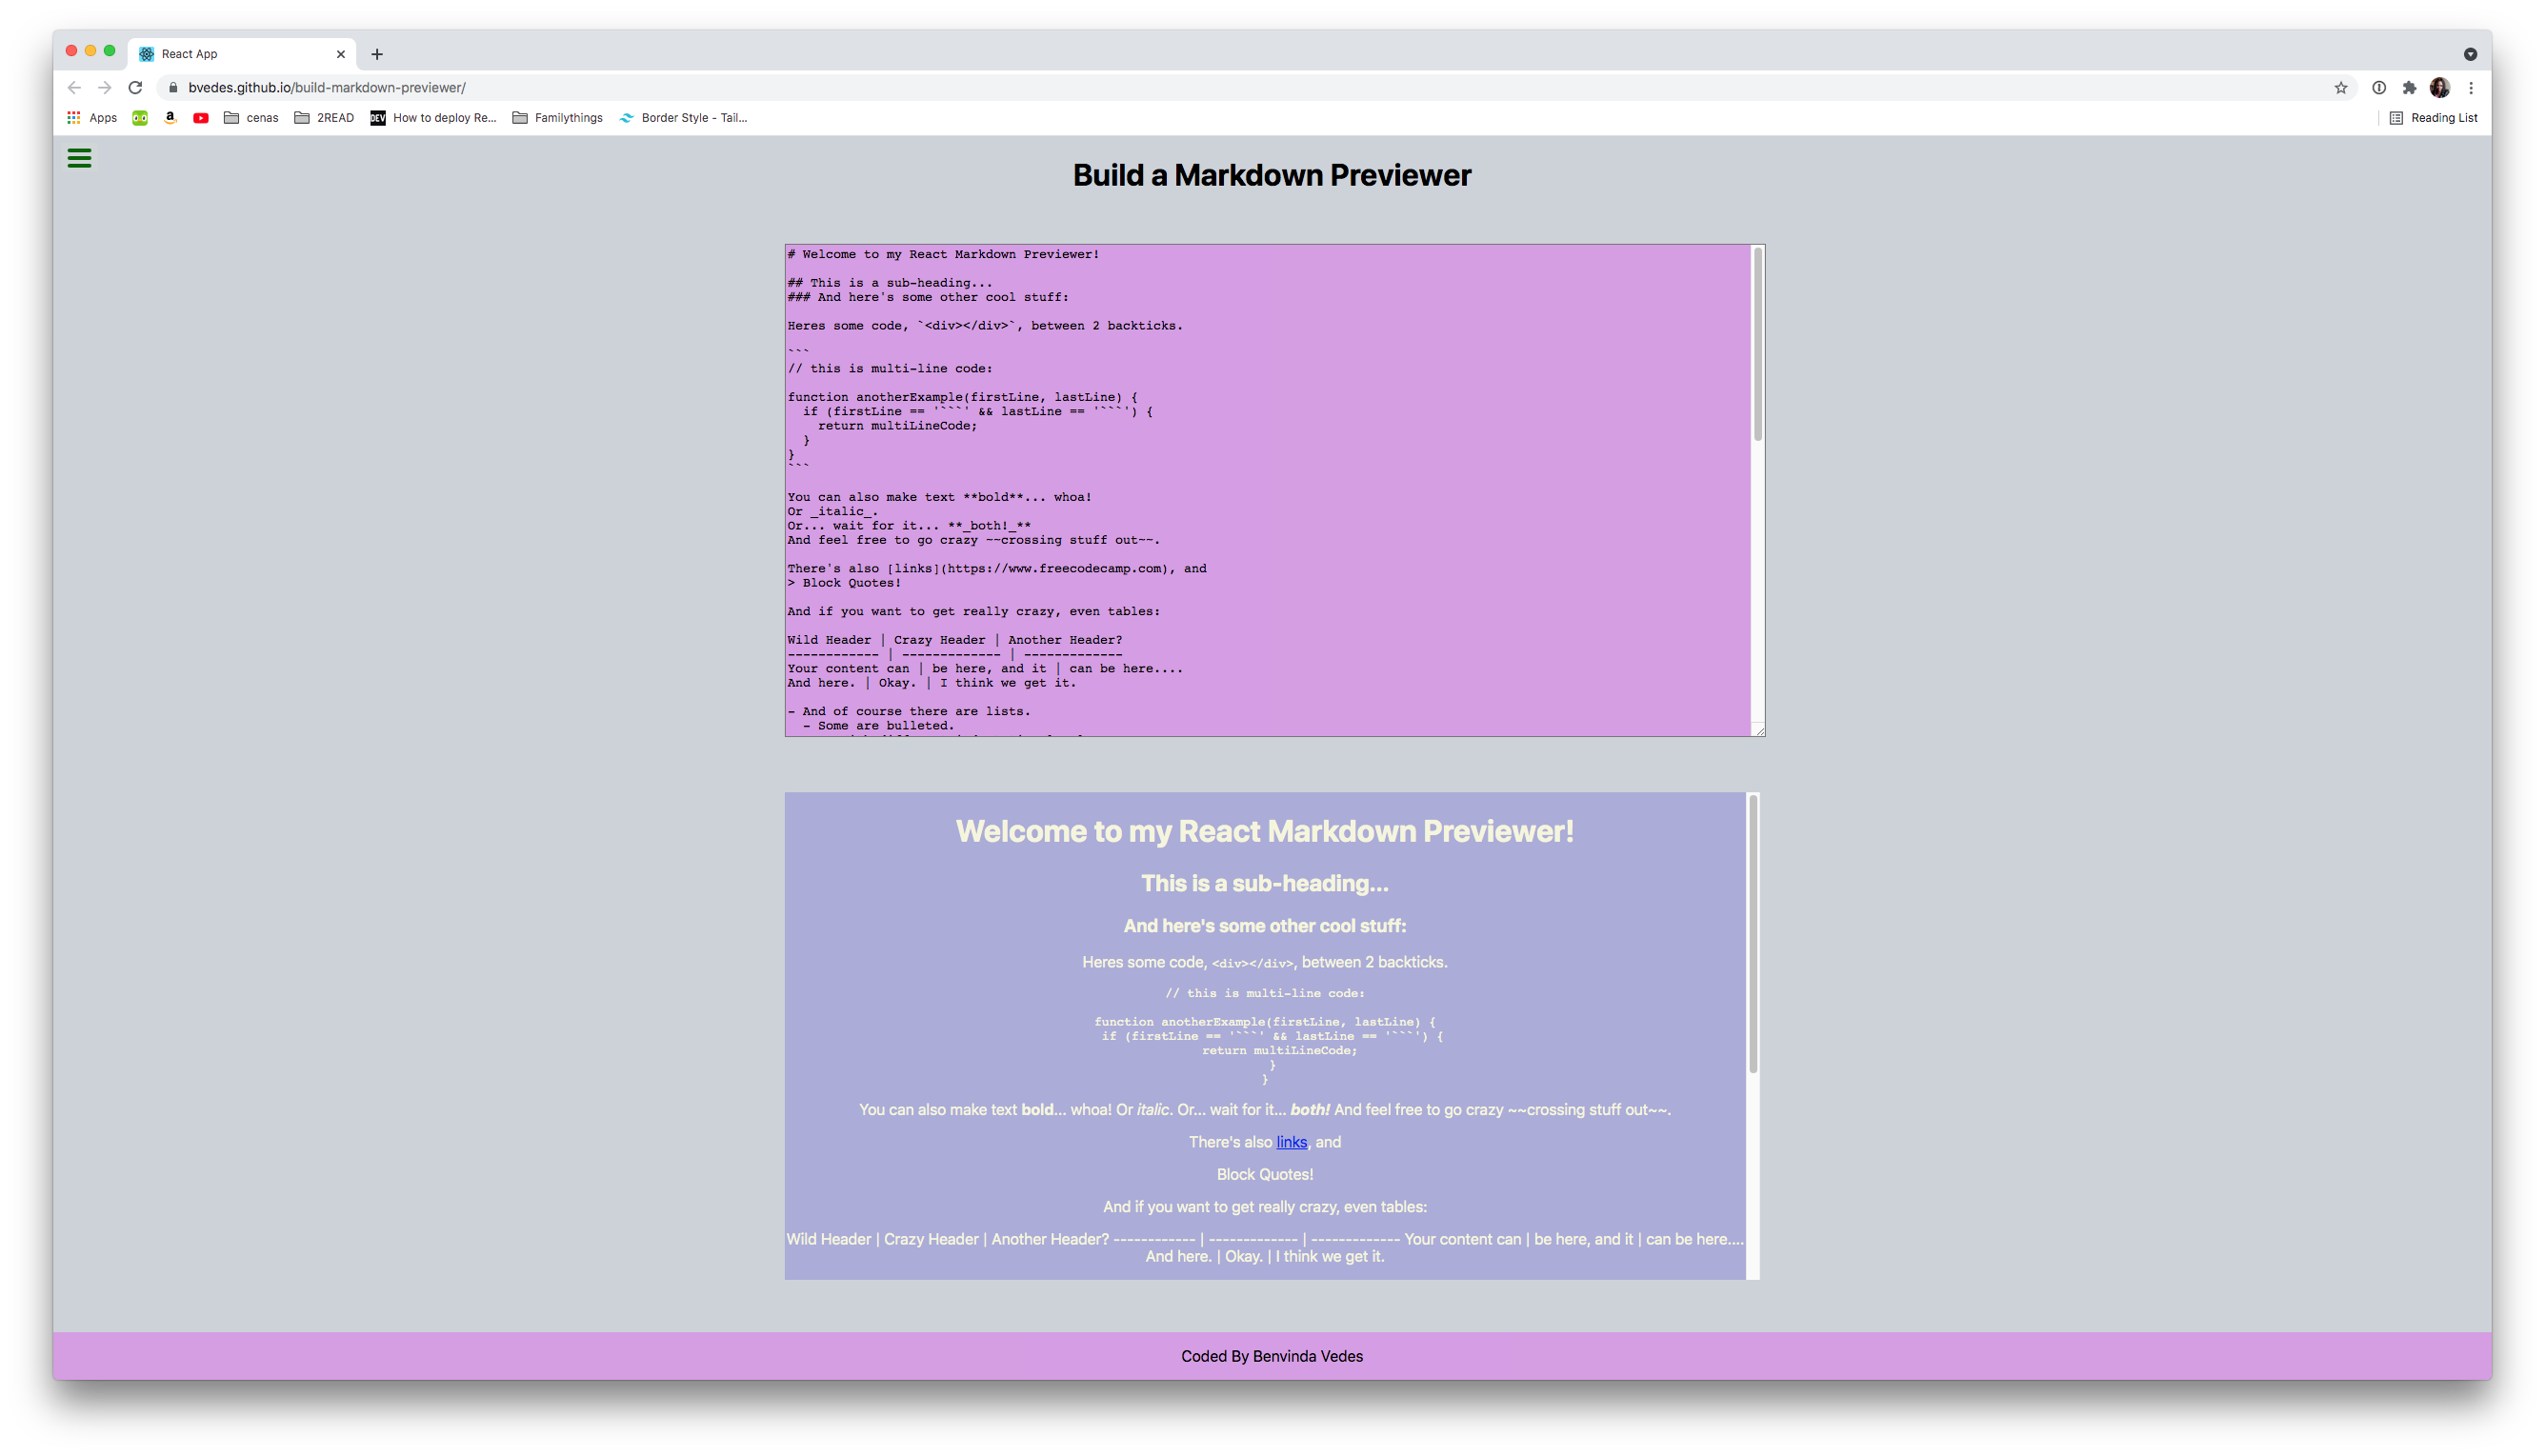 React App
bvedes.github.io/build-markdown-previewer/
Apps
a
cenas
2READ
DEV How to deploy Re...
Familythings
Border Style - Tail...
Reading List
Build a Markdown Previewer
# Welcome to my React Markdown Previewer!
## This is a sub-heading...
### And here's some other cool stuff:
Heres some code, `<div></div>`, between 2 backticks.
```
// this is multi-line code:
function anotherExample(firstLine, lastLine) {
  if (firstLine == '```' && lastLine == '```') {
    return multiLineCode;
  }
}
```
You can also make text **bold**... whoa!
Or _italic_.
Or... wait for it... **_both!_**
And feel free to go crazy ~~crossing stuff out~~.
There's also [links](https://www.freecodecamp.com), and
> Block Quotes!
And if you want to get really crazy, even tables:
Wild Header | Crazy Header | Another Header?
------------ | ------------- | -------------
Your content can | be here, and it | can be here....
And here. | Okay. | I think we get it.
- And of course there are lists.
  - Some are bulleted.
Welcome to my React Markdown Previewer!
This is a sub-heading...
And here's some other cool stuff:
Heres some code, <div></div>, between 2 backticks.
// this is multi-line code:
function anotherExample(firstLine, lastLine) {
if (firstLine == '```' && lastLine == '```') {
return multiLineCode;
}
}
You can also make text bold... whoa! Or italic. Or... wait for it... both! And feel free to go crazy ~~crossing stuff out~~.
There's also links, and
Block Quotes!
And if you want to get really crazy, even tables:
Wild Header | Crazy Header | Another Header? ------------ | ------------- | ------------- Your content can | be here, and it | can be here....
And here. | Okay. | I think we get it.
Coded By Benvinda Vedes